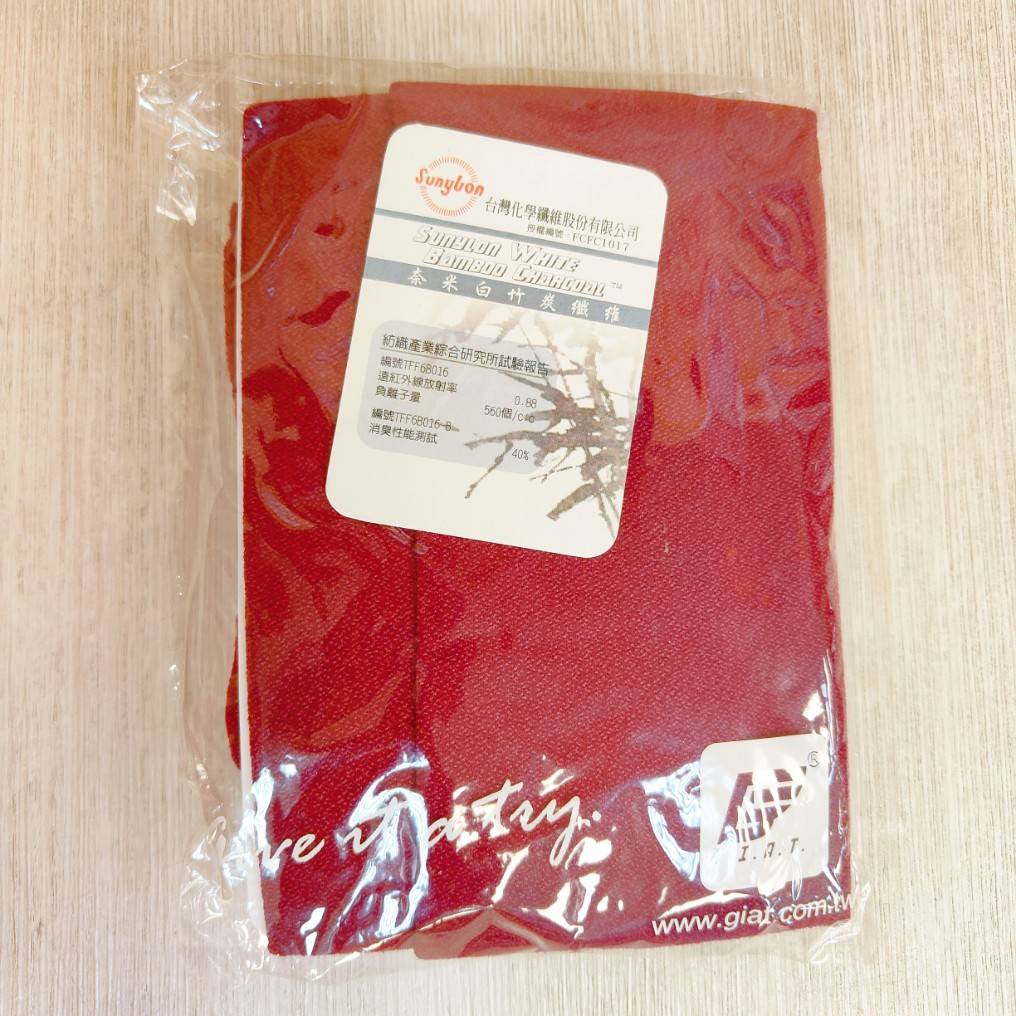 Sunylon
台灣化學纖維股份有限公司
授權編號：FCFC1017
SUNYLON WHITE
BAMBOO CHARCOAL™
奈米白竹炭纖維
紡織產業綜合研究所試驗報告
編號TFF6B016
遠紅外線放射率 0.88
負離子量 560個/c·c
編號TFF6B016-B
消臭性能測試 40%
Give it a try.
®
I.A.T.
www.giat.com.tw